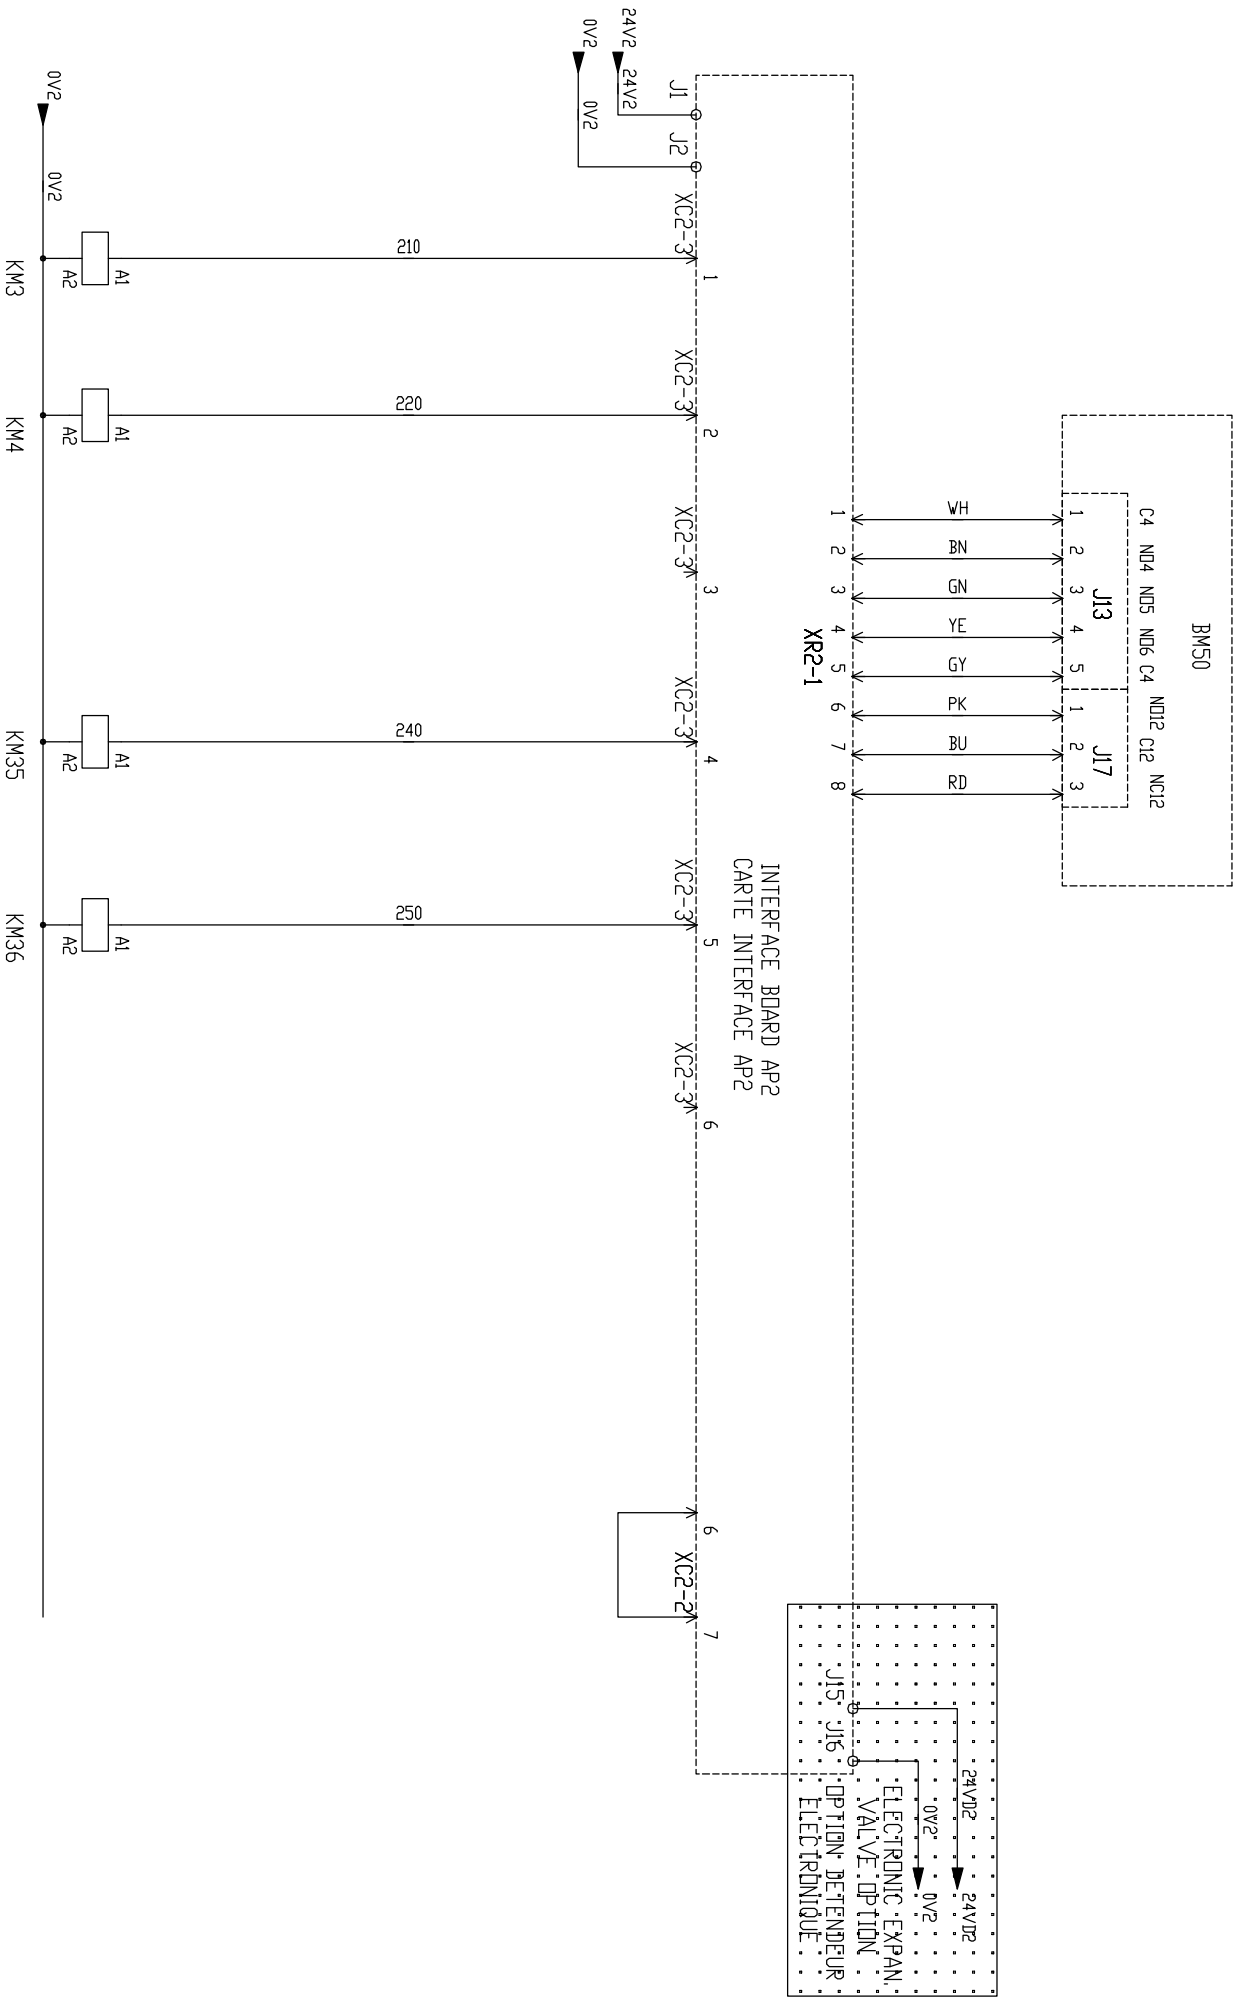 BM50
C4 NO4 NO5 NO6 C4 NO12 C12 NC12
J13 J17
1 2 3 4 5 1 2 3
WH BN GN YE GY PK BU RD
1 2 3 4 5 6 7 8
XR2-1
INTERFACE BOARD AP2
CARTE INTERFACE AP2
24VD2 24VD2
0V2 0V2
J15 J16
ELECTRONIC EXPAN.
VALVE OPTION
OPTION DETENDEUR
ELECTRONIQUE
J1 J2
1 2 3 4 5 6 6 7
XC2-3 XC2-3 XC2-3 XC2-3 XC2-3 XC2-3 XC2-2
24V2 24V2
0V2 0V2
210 220 240 250
A1 A1 A1 A1
A2 A2 A2 A2
0V2 0V2
KM3 KM4 KM35 KM36